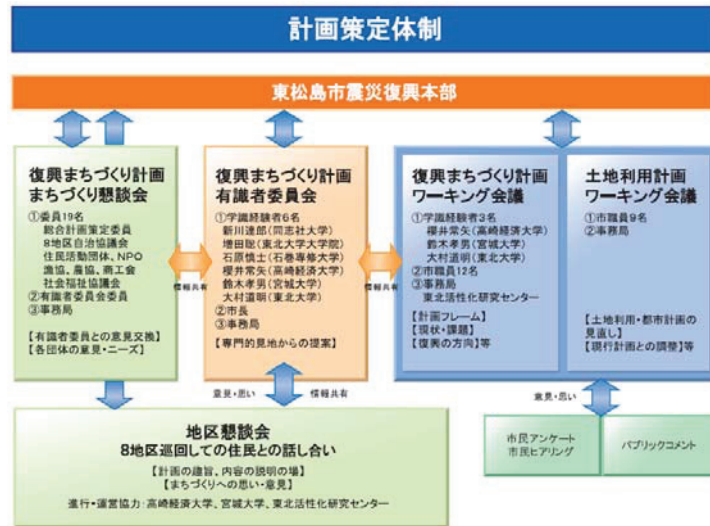 計画策定体制
東松島市震災復興本部
復興まちづくり計画
まちづくり懇談会
①委員19名
総合計画策定委員
8地区自治協議会
住民活動団体、NPO
漁協、農協、商工会
社会福祉協議会
②有識者委員会委員
③事務局
【有識者委員との意見交換】
【各団体の意見・ニーズ】
情報共有
復興まちづくり計画
有識者委員会
①学識経験者6名
新川達郎(同志社大学)
増田聡(東北大学大学院)
石原慎士(石巻専修大学)
櫻井常矢(高崎経済大学)
鈴木孝男(宮城大学)
大村道明(東北大学)
②市長
③事務局
【専門的見地からの提案】
情報共有
復興まちづくり計画
ワーキング会議
①学識経験者3名
櫻井常矢(高崎経済大学)
鈴木孝男(宮城大学)
大村道明(東北大学)
②市職員12名
③事務局
東北活性化研究センター
【計画フレーム】
【現状・課題】
【復興の方向】等
土地利用計画
ワーキング会議
①市職員9名
②事務局
【土地利用・都市計画の
見直し】
【現行計画との調整】等
意見・思い
情報共有
意見・思い
地区懇談会
8地区巡回しての住民との話し合い
【計画の趣旨、内容の説明の場】
【まちづくりへの思い・意見】
進行・運営協力:高崎経済大学、宮城大学、東北活性化研究センター
市民アンケート
市民ヒアリング
パブリックコメント